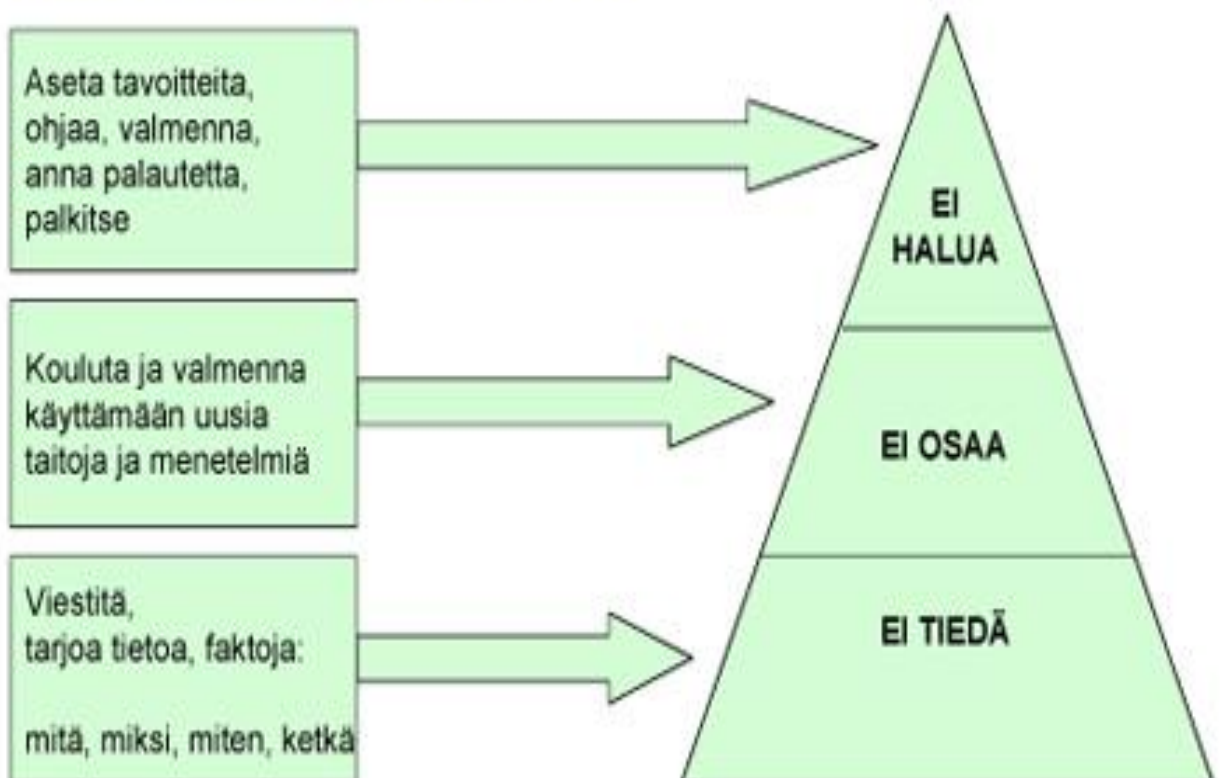 Aseta tavoitteita,
ohjaa, valmenna,
anna palautetta,
palkitse
EI
HALUA
Kouluta ja valmenna
käyttämään uusia
taitoja ja menetelmiä
EI OSAA
Viestitä,
tarjoa tietoa, faktoja:
mitä, miksi, miten, ketkä
EI TIEDÄ